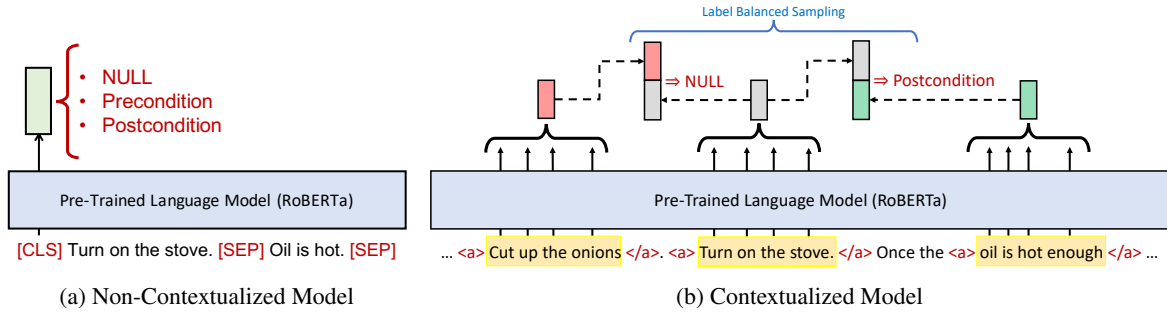 • NULL
• Precondition
• Postcondition
Pre-Trained Language Model (RoBERTa)
[CLS] Turn on the stove. [SEP] Oil is hot. [SEP]
(a) Non-Contextualized Model
Label Balanced Sampling
⇒ NULL
⇒ Postcondition
Pre-Trained Language Model (RoBERTa)
... <a> Cut up the onions </a>. <a> Turn on the stove. </a> Once the <a> oil is hot enough </a> ...
(b) Contextualized Model